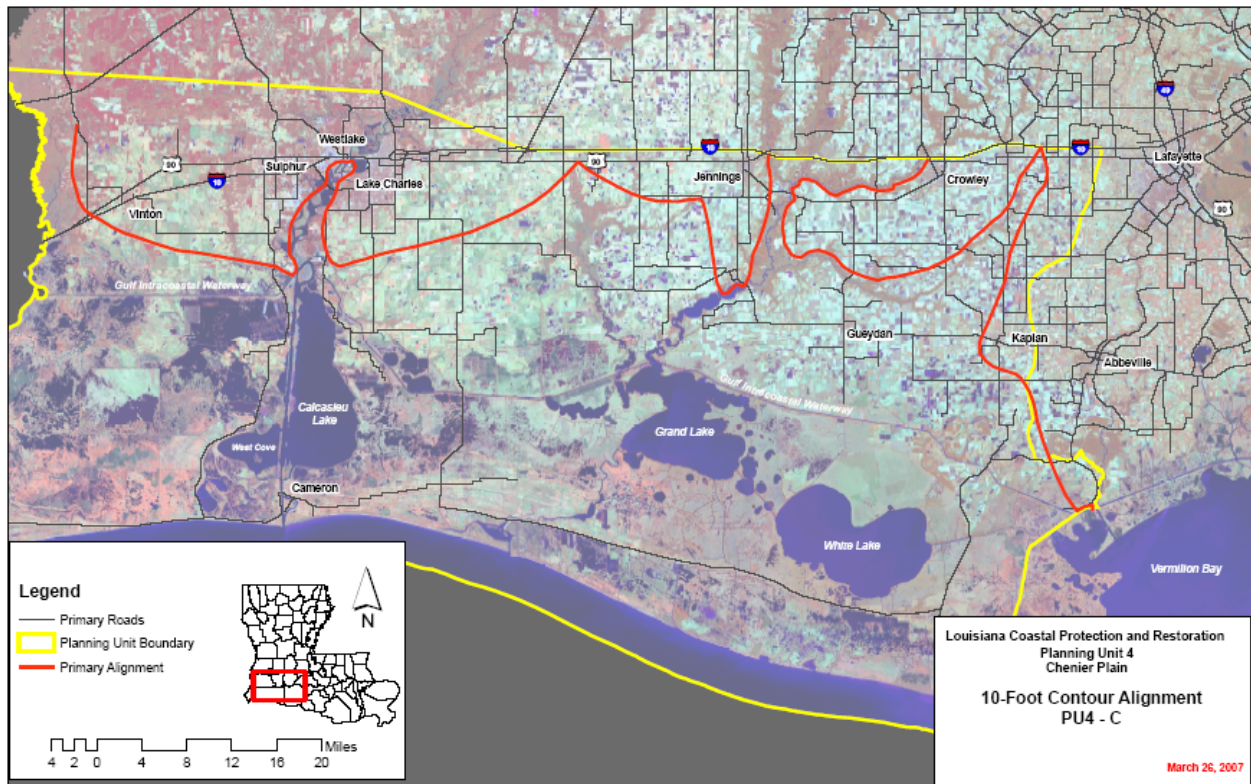 49
Westlake
90
Sulphur
10
Lake Charles
90
10
Jennings
10
Crowley
Lafayette
90
Vinton
Gulf Intracoastal Waterway
Gueydan
Kaplan
Abbeville
Gulf Intracoastal Waterway
Calcasieu
Lake
West Cove
Grand Lake
Cameron
White Lake
Vermilion Bay
Legend
Primary Roads
Planning Unit Boundary
Primary Alignment
N
Miles
4 2 0 4 8 12 16 20
Louisiana Coastal Protection and Restoration
Planning Unit 4
Chenier Plain
10-Foot Contour Alignment
PU4 - C
March 26, 2007